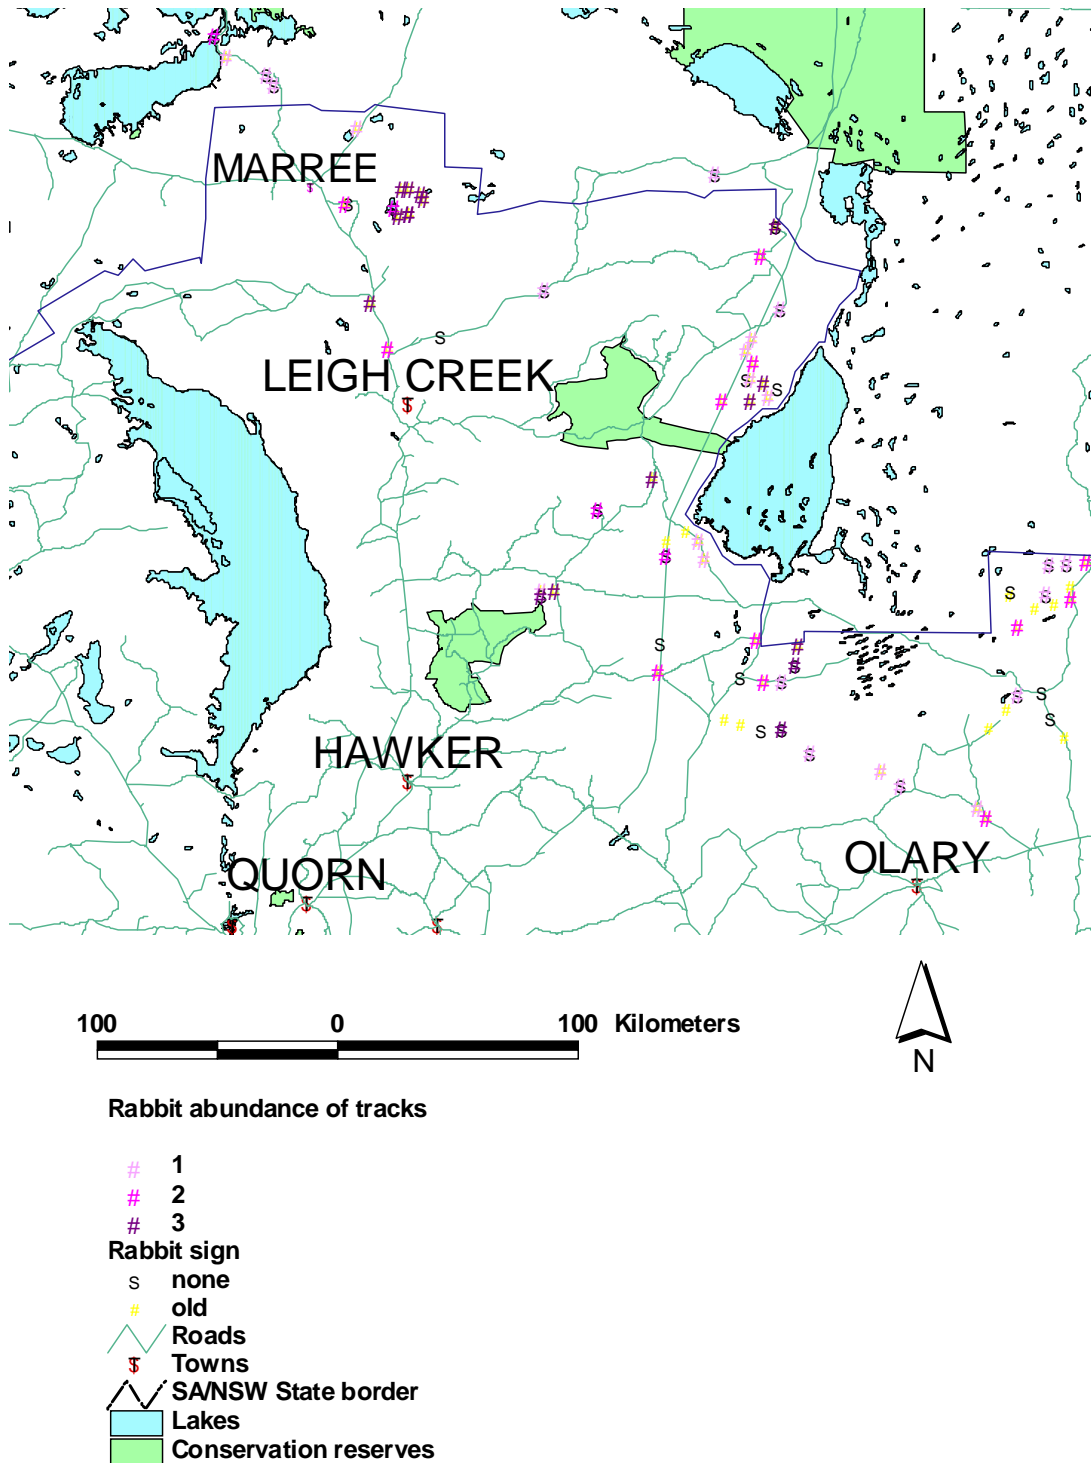 MARREE
LEIGH CREEK
HAWKER
QUORN
OLARY
N
100 0 100 Kilometers
Rabbit abundance of tracks
# 1
# 2
# 3
Rabbit sign
s none
# old
Roads
Towns
SA/NSW State border
Lakes
Conservation reserves